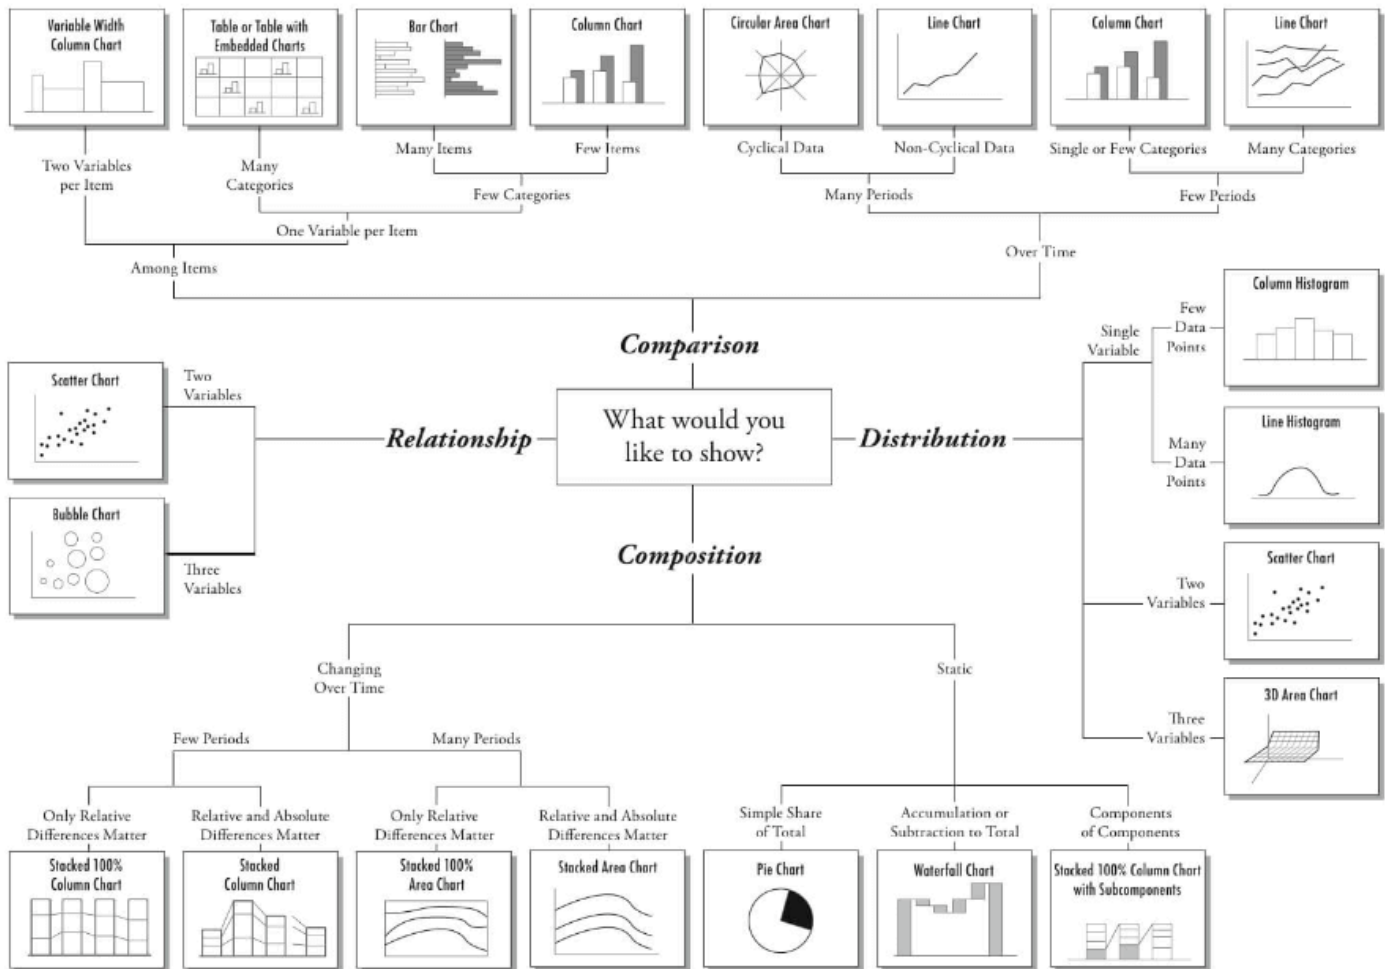 Variable Width
Column Chart
Table or Table with
Embedded Charts
Bar Chart
Column Chart
Circular Area Chart
Line Chart
Column Chart
Line Chart
Two Variables
per Item
Many
Categories
Many Items
Few Items
Cyclical Data
Non-Cyclical Data
Single or Few Categories
Many Categories
Few Categories
Many Periods
Few Periods
One Variable per Item
Among Items
Over Time
Comparison
Single
Variable
Few
Data
Points
Column Histogram
Scatter Chart
Two
Variables
Relationship
What would you
like to show?
Distribution
Many
Data
Points
Line Histogram
Bubble Chart
Three
Variables
Composition
Two
Variables
Scatter Chart
Three
Variables
3D Area Chart
Changing
Over Time
Static
Few Periods
Many Periods
Only Relative
Differences Matter
Relative and Absolute
Differences Matter
Only Relative
Differences Matter
Relative and Absolute
Differences Matter
Simple Share
of Total
Accumulation or
Subtraction to Total
Components
of Components
Stacked 100%
Column Chart
Stacked
Column Chart
Stacked 100%
Area Chart
Stacked Area Chart
Pie Chart
Waterfall Chart
Stacked 100% Column Chart
with Subcomponents